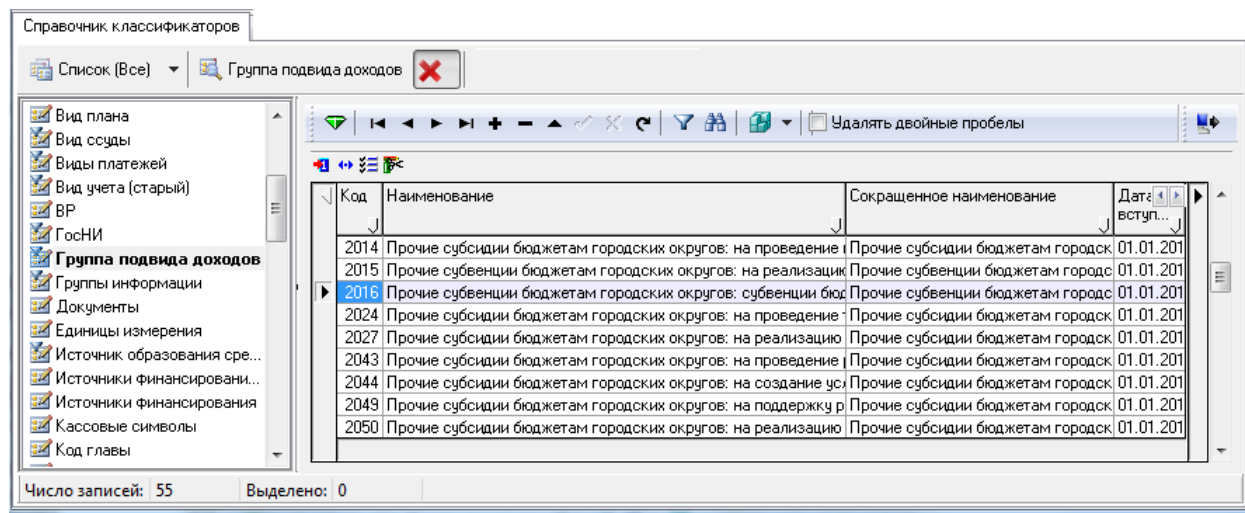 Справочник классификаторов
Список (Все) Группа подвида доходов
Вид плана
Вид ссуды
Виды платежей
Вид учета (старый)
ВР
ГосНИ
Группа подвида доходов
Группы информации
Документы
Единицы измерения
Источник образования сре...
Источники финансировани...
Источники финансирования
Кассовые символы
Код главы
Удалять двойные пробелы
Код Наименование Сокращенное наименование Дата вступ...
2014 Прочие субсидии бюджетам городских округов: на проведение Прочие субсидии бюджетам городск 01.01.201
2015 Прочие субвенции бюджетам городских округов: на реализацию Прочие субвенции бюджетам городс 01.01.201
2016 Прочие субвенции бюджетам городских округов: субвенции бюд Прочие субвенции бюджетам городс 01.01.201
2024 Прочие субсидии бюджетам городских округов: на проведение Прочие субсидии бюджетам городск 01.01.201
2027 Прочие субсидии бюджетам городских округов: на реализацию Прочие субсидии бюджетам городск 01.01.201
2043 Прочие субсидии бюджетам городских округов: на проведение Прочие субсидии бюджетам городск 01.01.201
2044 Прочие субсидии бюджетам городских округов: на создание ус Прочие субсидии бюджетам городск 01.01.201
2049 Прочие субсидии бюджетам городских округов: на поддержку р Прочие субсидии бюджетам городск 01.01.201
2050 Прочие субсидии бюджетам городских округов: на реализацию Прочие субсидии бюджетам городск 01.01.201
Число записей: 55 Выделено: 0